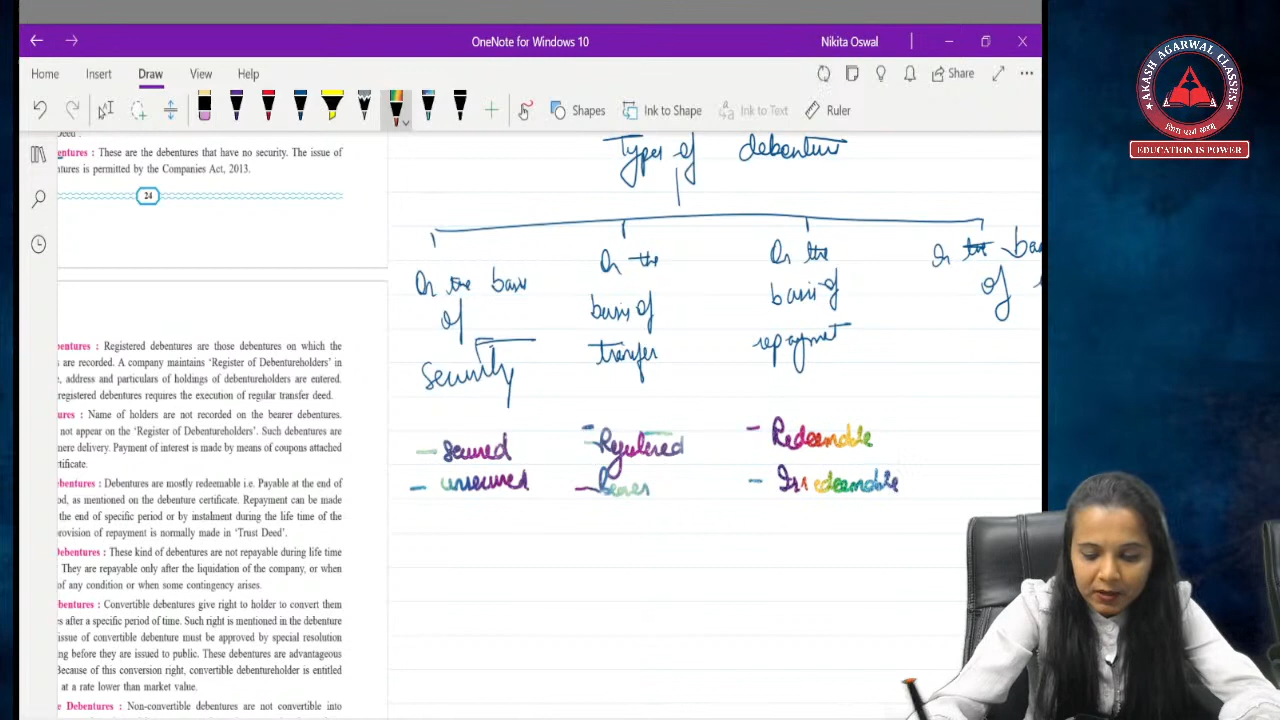 OneNote for Windows 10
Nikita Oswal
Home Insert Draw View Help
Share
Shapes
Ink to Shape
Ink to Text
Ruler
AKASH AGARWAL CLASSES
EDUCATION IS POWER
entures : These are the debentures that have no security. The issue of
ntures is permitted by the Companies Act, 2013.
24
bentures : Registered debentures are those debentures on which the
s are recorded. A company maintains 'Register of Debentureholders' in
e, address and particulars of holdings of debentureholders are entered.
registered debentures requires the execution of regular transfer deed.
ures : Name of holders are not recorded on the bearer debentures.
not appear on the 'Register of Debentureholders'. Such debentures are
mere delivery. Payment of interest is made by means of coupons attached
rtificate.
ebentures : Debentures are mostly redeemable i.e. Payable at the end of
od, as mentioned on the debenture certificate. Repayment can be made
the end of specific period or by instalment during the life time of the
provision of repayment is normally made in 'Trust Deed'.
Debentures : These kind of debentures are not repayable during life time
They are repayable only after the liquidation of the company, or when
of any condition or when some contingency arises.
bentures : Convertible debentures give right to holder to convert them
es after a specific period of time. Such right is mentioned in the debenture
issue of convertible debenture must be approved by special resolution
ng before they are issued to public. These debentures are advantageous
Because of this conversion right, convertible debentureholder is entitled
at a rate lower than market value.
e Debentures : Non-convertible debentures are not convertible into
Types of debenture
On the basis
of
Security
- Secured
- unsecured
On the
basis of
transfer
- Registered
- bearer
On the
basis of
repayment
- Redeemable
- Irredeemable
On the bas
of